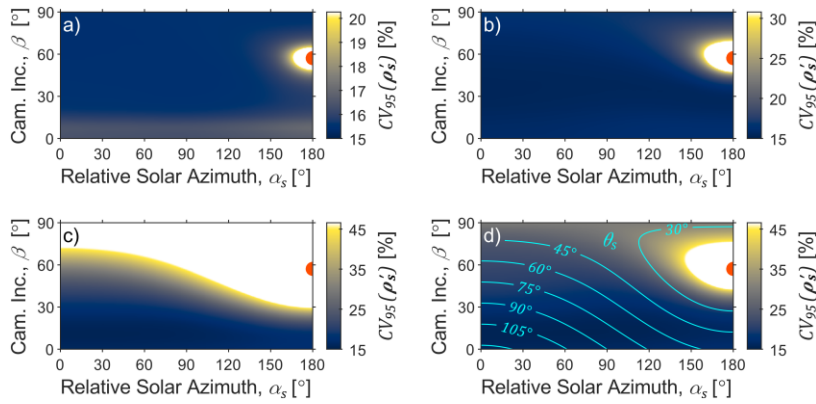 a)
90
60
30
0
Cam. Inc., β [°]
0 30 60 90 120 150 180
Relative Solar Azimuth, αₛ [°]
20
19
18
17
16
15
CV₉₅(ρ′ₛ) [%]
b)
90
60
30
0
Cam. Inc., β [°]
0 30 60 90 120 150 180
Relative Solar Azimuth, αₛ [°]
30
25
20
15
CV₉₅(ρ′ₛ) [%]
c)
90
60
30
0
Cam. Inc., β [°]
0 30 60 90 120 150 180
Relative Solar Azimuth, αₛ [°]
45
35
25
15
CV₉₅(ρ′ₛ) [%]
d)
θₛ
30°
45°
60°
75°
90°
105°
90
60
30
0
Cam. Inc., β [°]
0 30 60 90 120 150 180
Relative Solar Azimuth, αₛ [°]
45
35
25
15
CV₉₅(ρ′ₛ) [%]